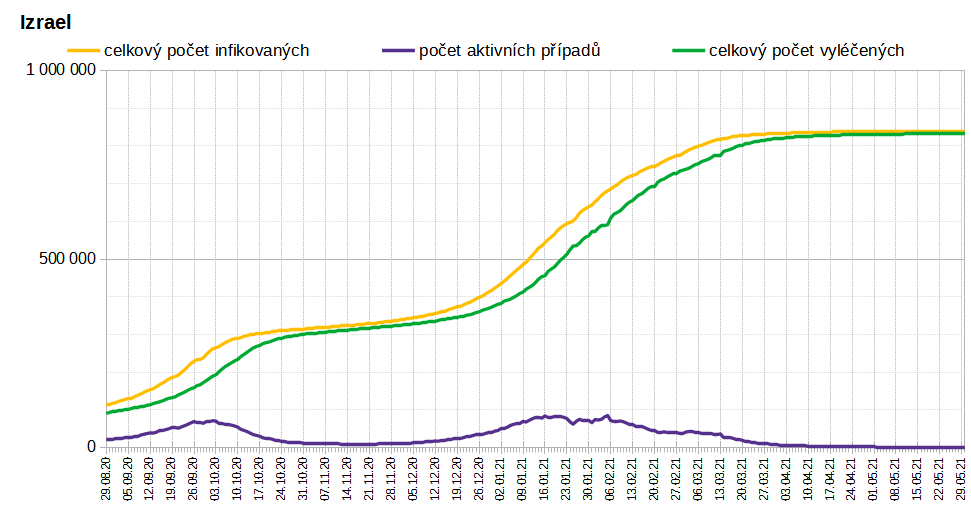 Izrael
celkový počet infikovaných počet aktivních případů celkový počet vyléčených
1 000 000
500 000
0
29.08.20 05.09.20 12.09.20 19.09.20 26.09.20 03.10.20 10.10.20 17.10.20 24.10.20 31.10.20 07.11.20 14.11.20 21.11.20 28.11.20 05.12.20 12.12.20 19.12.20 26.12.20 02.01.21 09.01.21 16.01.21 23.01.21 30.01.21 06.02.21 13.02.21 20.02.21 27.02.21 06.03.21 13.03.21 20.03.21 27.03.21 03.04.21 10.04.21 17.04.21 24.04.21 01.05.21 08.05.21 15.05.21 22.05.21 29.05.21